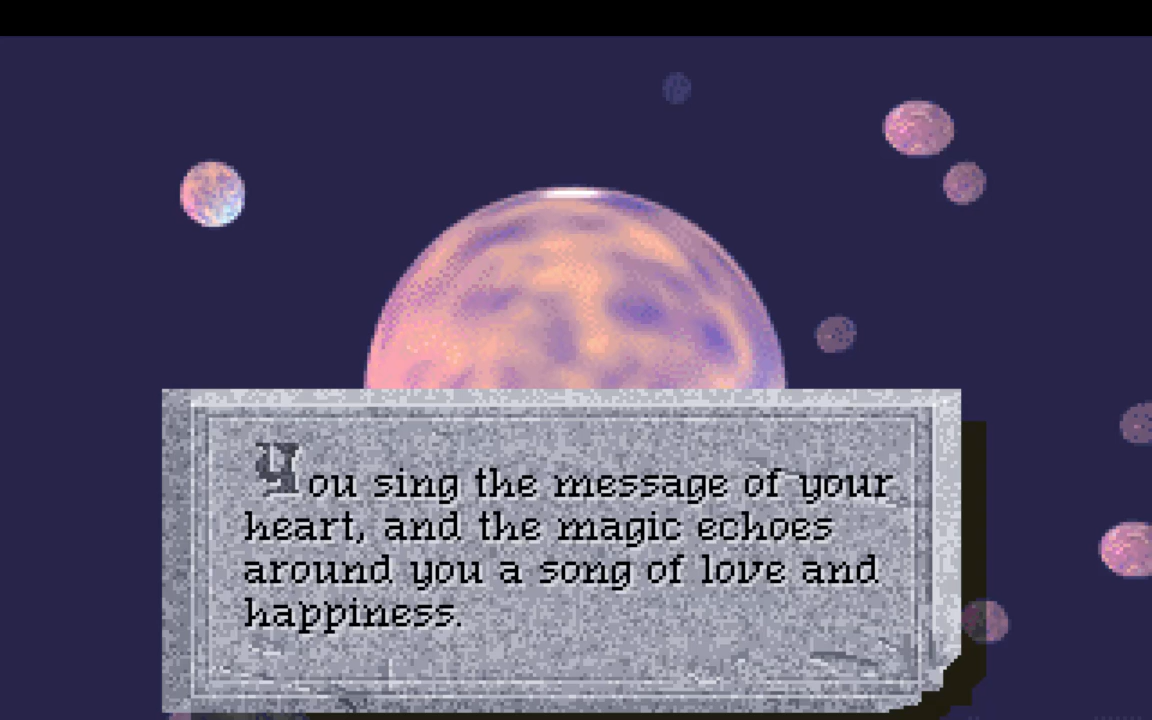 You sing the message of your
heart, and the magic echoes
around you a song of love and
happiness.